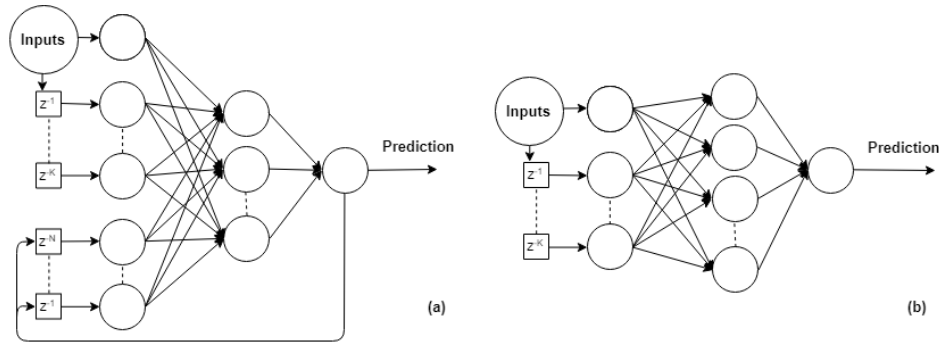 Inputs
z⁻¹
z⁻ᴷ
z⁻ᴺ
z⁻¹
Prediction
(a)
Inputs
z⁻¹
z⁻ᴷ
Prediction
(b)